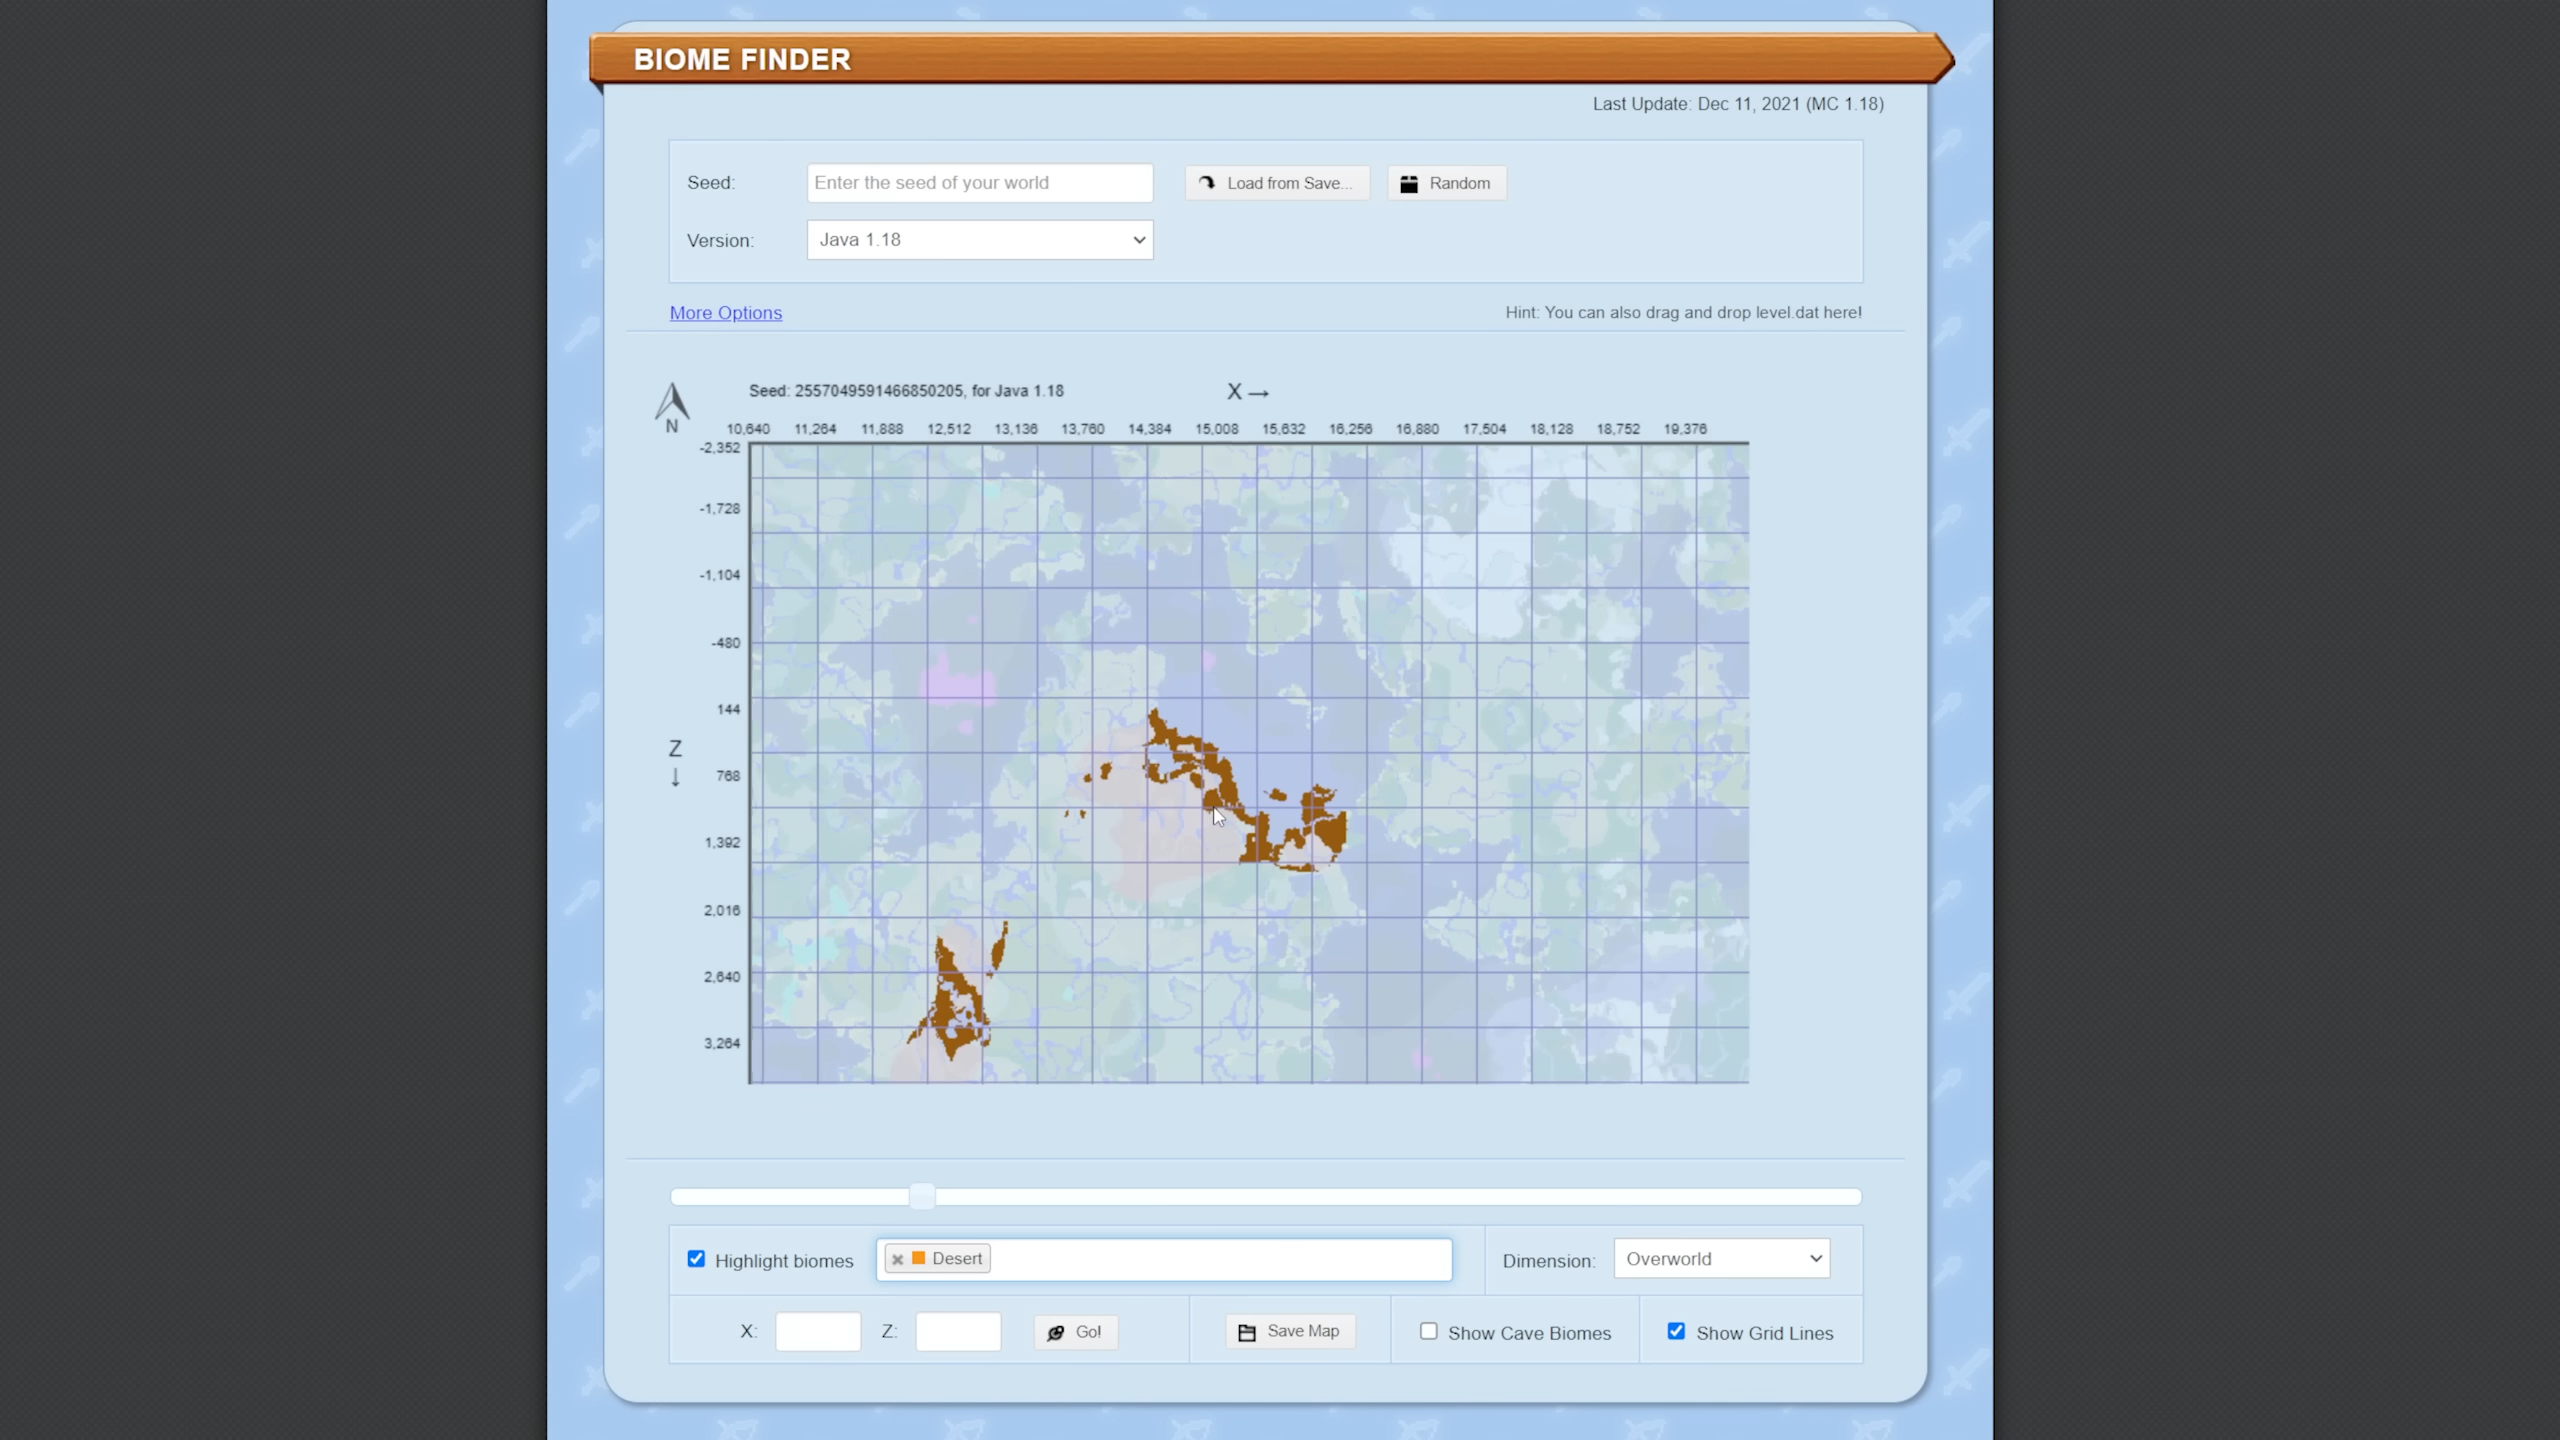 BIOME FINDER
Last Update: Dec 11, 2021 (MC 1.18)
Seed: Enter the seed of your world Load from Save... Random
Version: Java 1.18
More Options Hint: You can also drag and drop level.dat here!
Seed: 2557049591466850205, for Java 1.18 X →
N
10,640 11,264 11,888 12,512 13,136 13,760 14,384 15,008 15,632 16,256 16,880 17,504 18,128 18,752 19,376
-2,352
-1,728
-1,104
-480
144
Z
↓
768
1,392
2,016
2,640
3,264
Highlight biomes Desert Dimension: Overworld
X: Z: Go! Save Map Show Cave Biomes Show Grid Lines